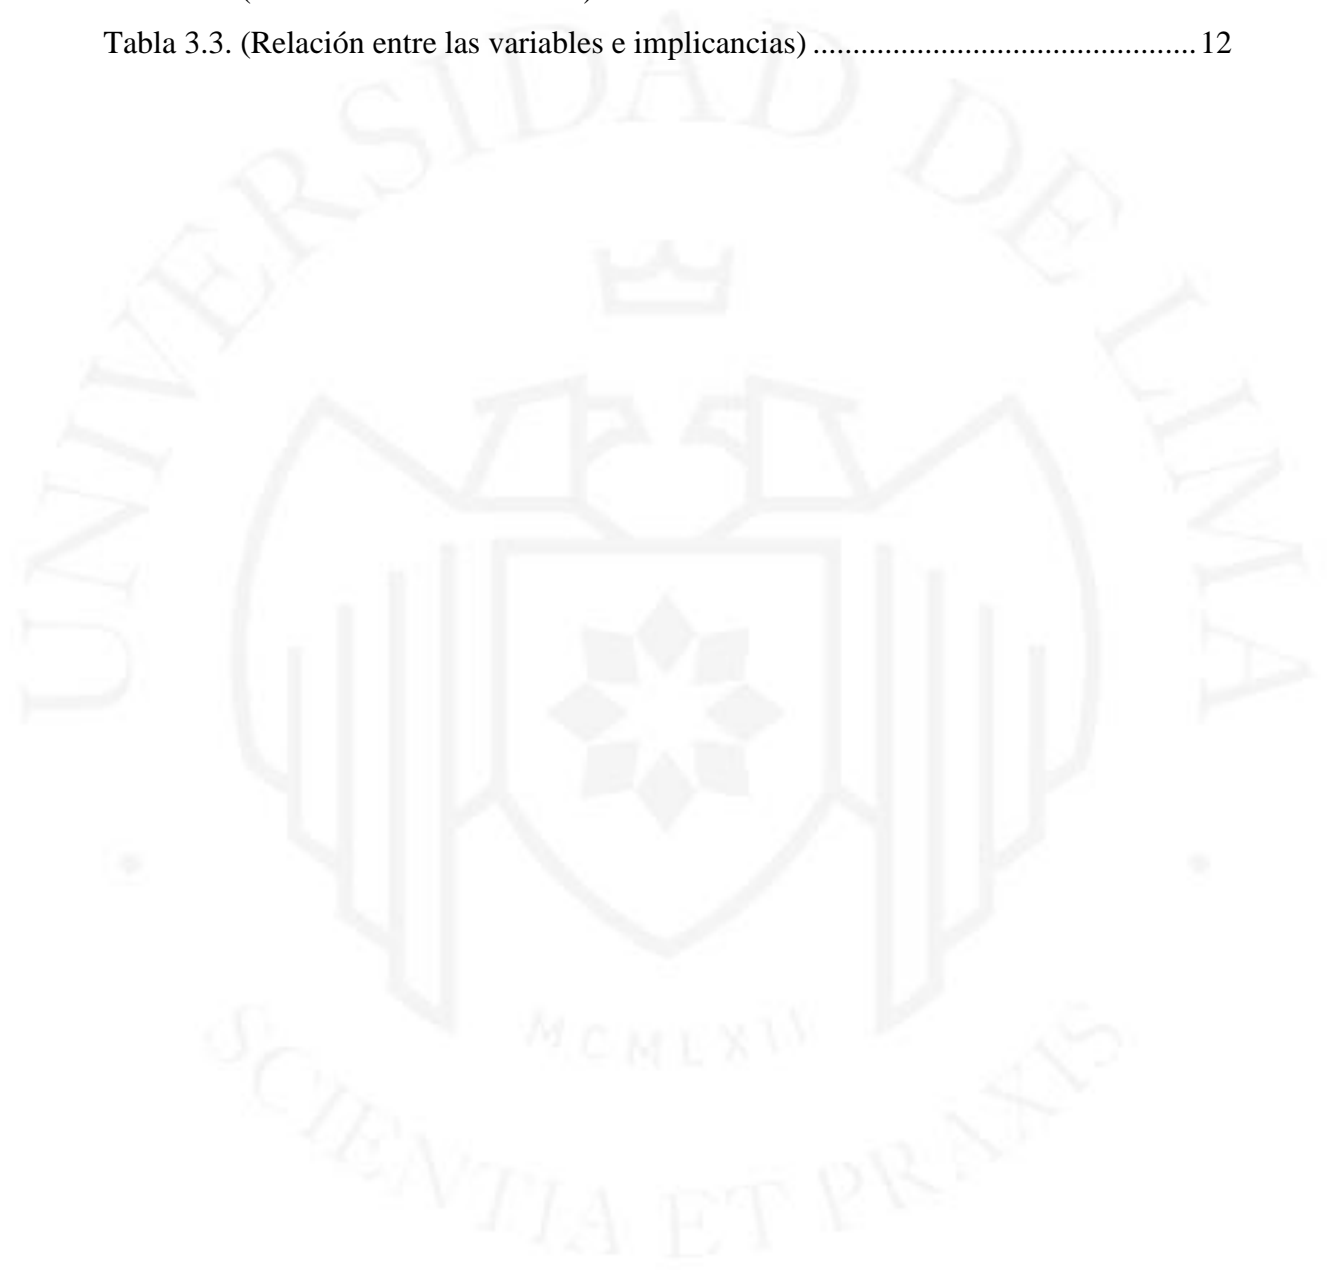 Tabla 3.3. (Relación entre las variables e implicancias) ................................................ 12
UNIVERSIDAD DE LIMA
MCMLXII
SCIENTIA ET PRAXIS